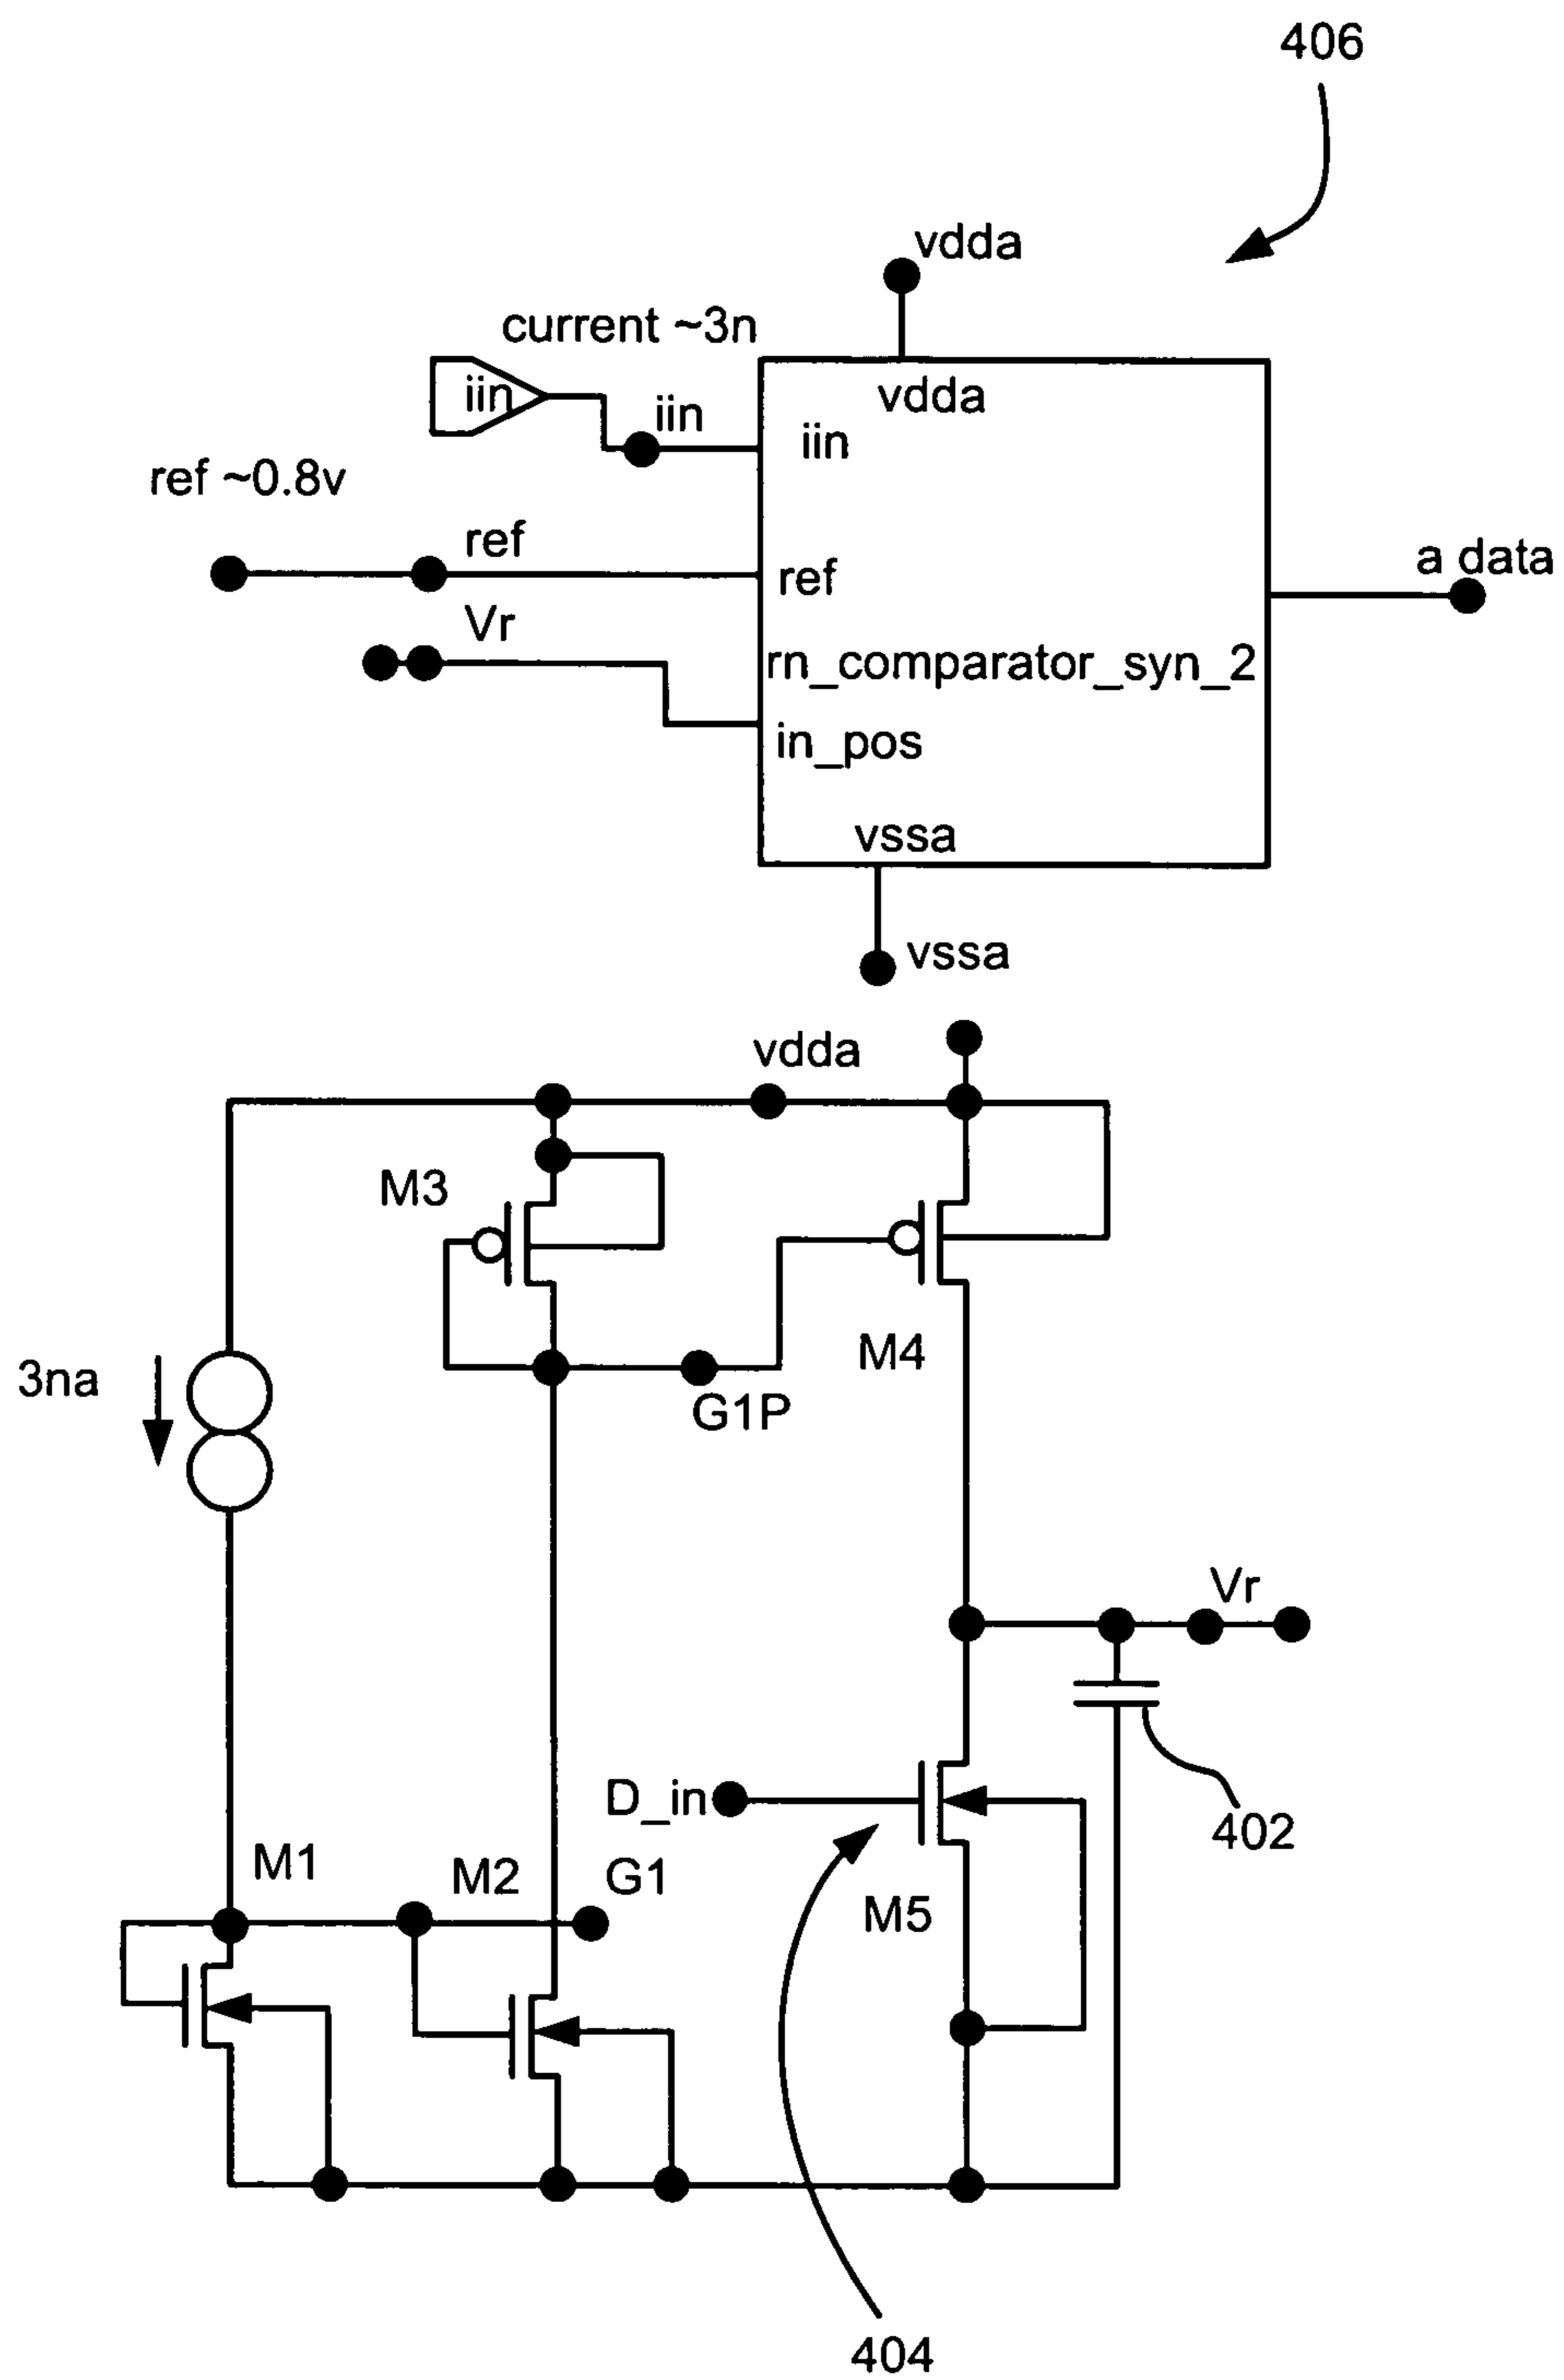 406
vdda
current ~3n
iin
iin
vdda
iin
ref ~0.8v
ref
ref
a data
Vr
rn_comparator_syn_2
in_pos
vssa
vssa
vdda
M3
M4
3na
G1P
Vr
D_in
402
M1
M2
G1
M5
404